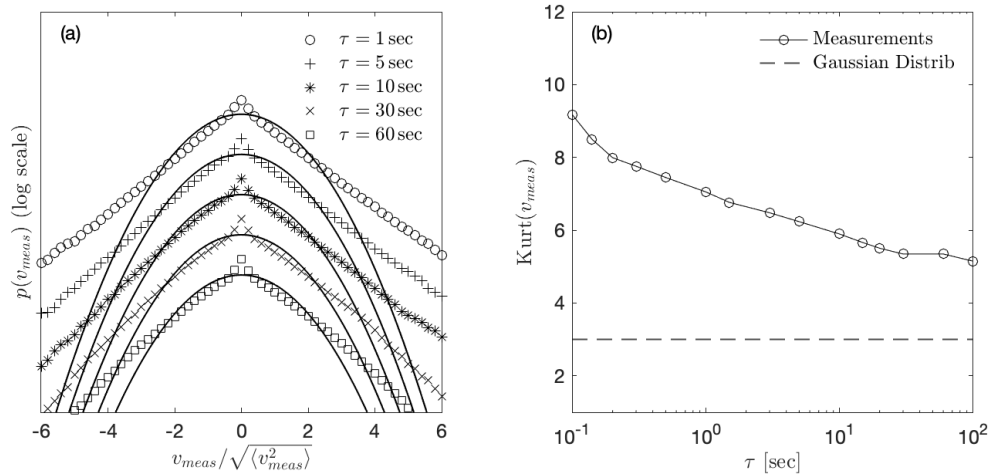 (a)
τ = 1 sec
τ = 5 sec
τ = 10 sec
τ = 30 sec
τ = 60 sec
p(v_meas) (log scale)
-6 -4 -2 0 2 4 6
v_meas/√⟨v²_meas⟩
(b)
Measurements
Gaussian Distrib
12
10
8
6
4
2
Kurt(v_meas)
10⁻¹ 10⁰ 10¹ 10²
τ [sec]